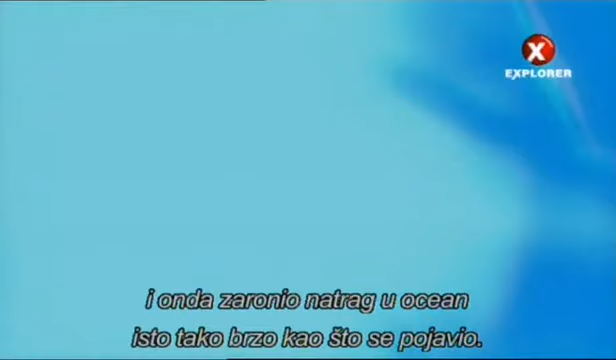 X
EXPLORER
i onda zaronio natrag u ocean
isto tako brzo kao što se pojavio.